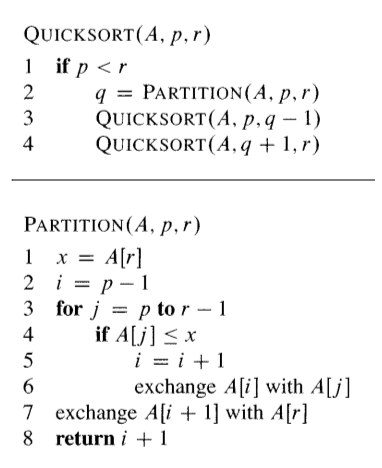 QUICKSORT(A, p, r)
1 if p < r
2 q = PARTITION(A, p, r)
3 QUICKSORT(A, p, q − 1)
4 QUICKSORT(A, q + 1, r)
PARTITION(A, p, r)
1 x = A[r]
2 i = p − 1
3 for j = p to r − 1
4 if A[j] ≤ x
5 i = i + 1
6 exchange A[i] with A[j]
7 exchange A[i + 1] with A[r]
8 return i + 1